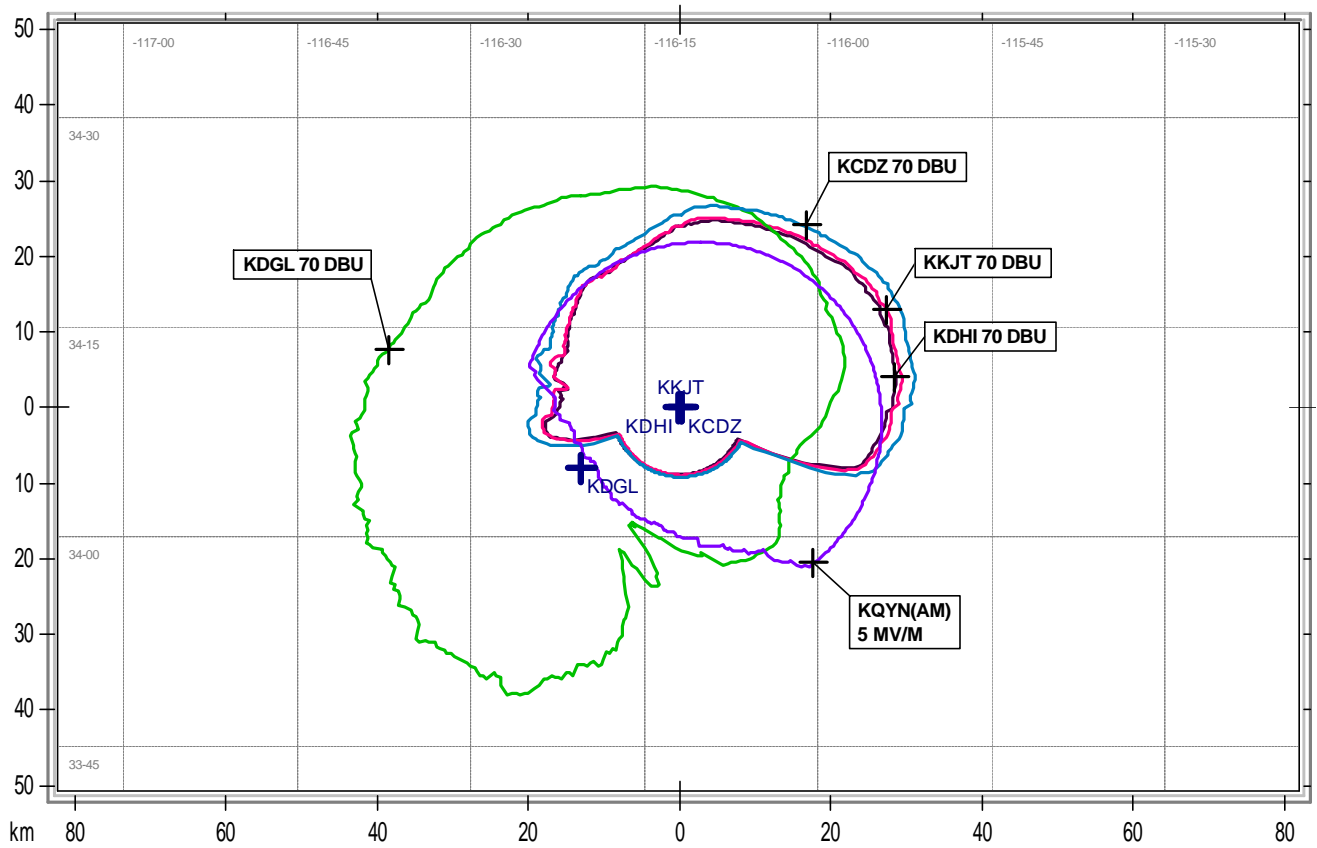 50
-117-00 -116-45 -116-30 -116-15 -116-00 -115-45 -115-30
40
34-30
KCDZ 70 DBU
30
20
KDGL 70 DBU
KKJT 70 DBU
10
34-15
KDHI 70 DBU
KKJT
0
KDHI KCDZ
KDGL
10
34-00
20
KQYN(AM)
5 MV/M
30
40
33-45
50
km 80 60 40 20 0 20 40 60 80